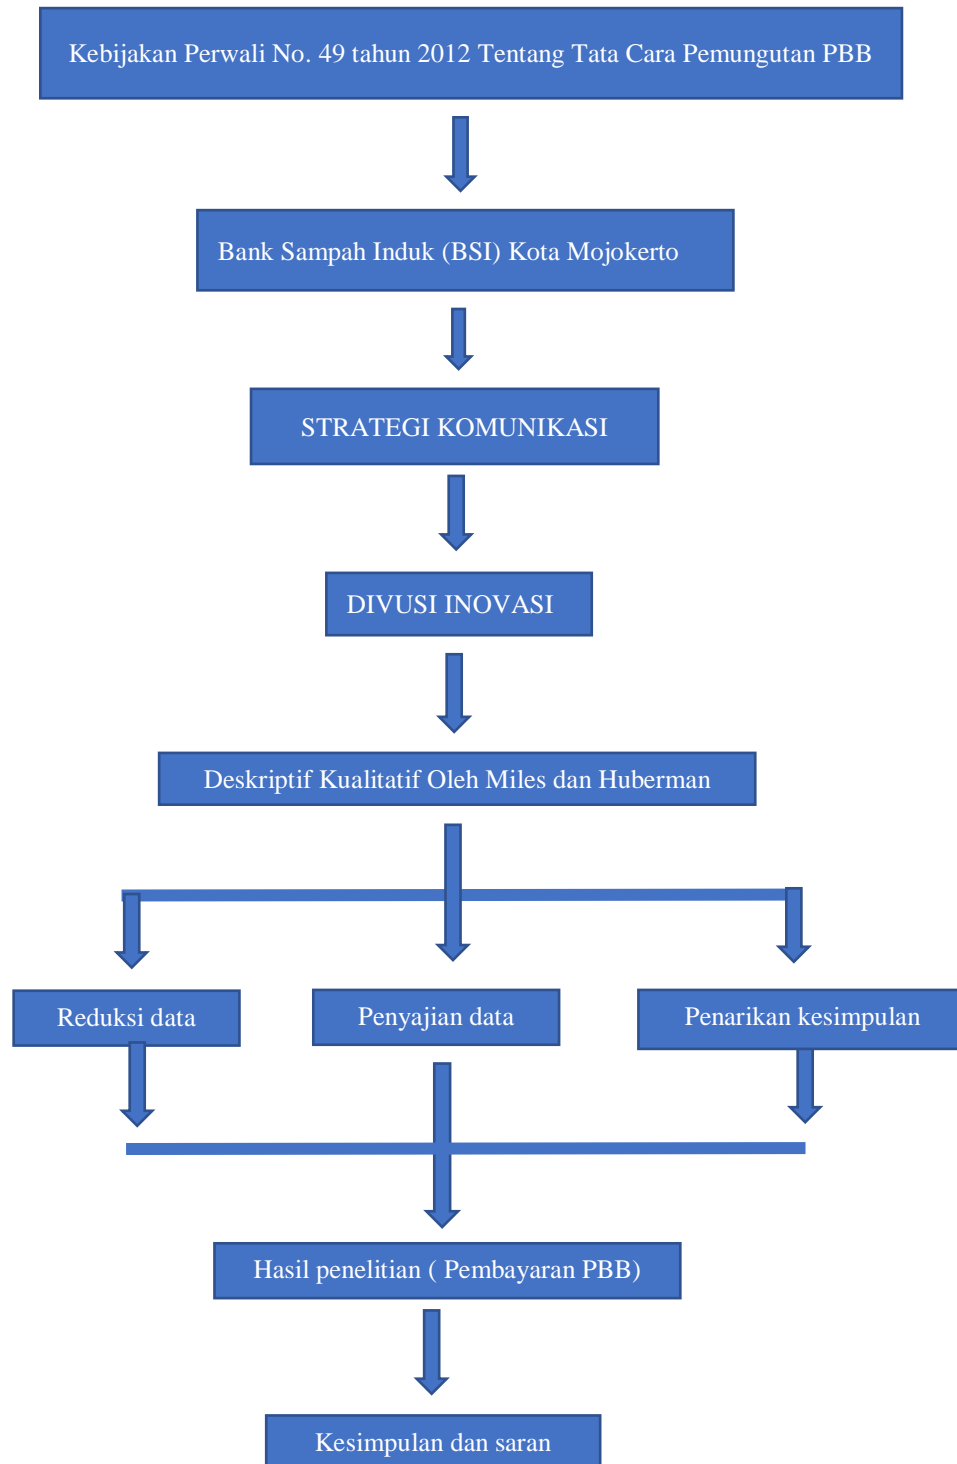 Kebijakan Perwali No. 49 tahun 2012 Tentang Tata Cara Pemungutan PBB
Bank Sampah Induk (BSI) Kota Mojokerto
STRATEGI KOMUNIKASI
DIVUSI INOVASI
Deskriptif Kualitatif Oleh Miles dan Huberman
Reduksi data
Penyajian data
Penarikan kesimpulan
Hasil penelitian ( Pembayaran PBB)
Kesimpulan dan saran